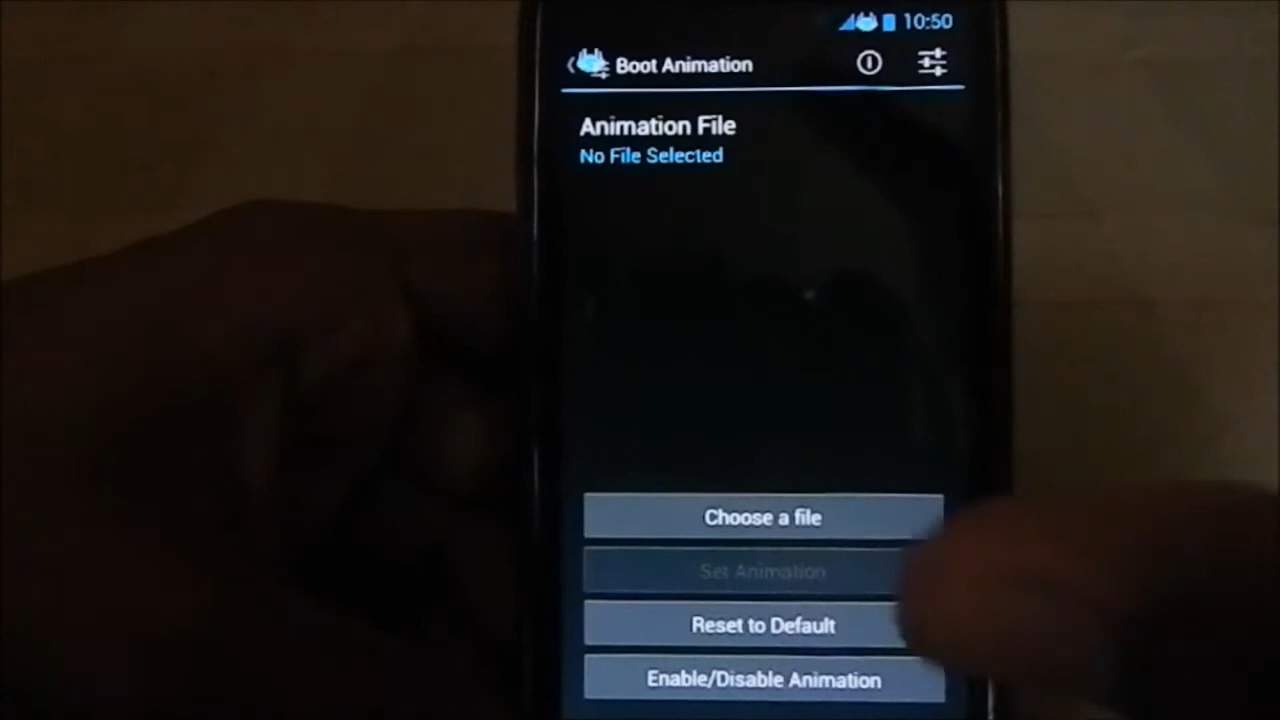 10:50
Boot Animation
Animation File
No File Selected
Choose a file
Set Animation
Reset to Default
Enable/Disable Animation